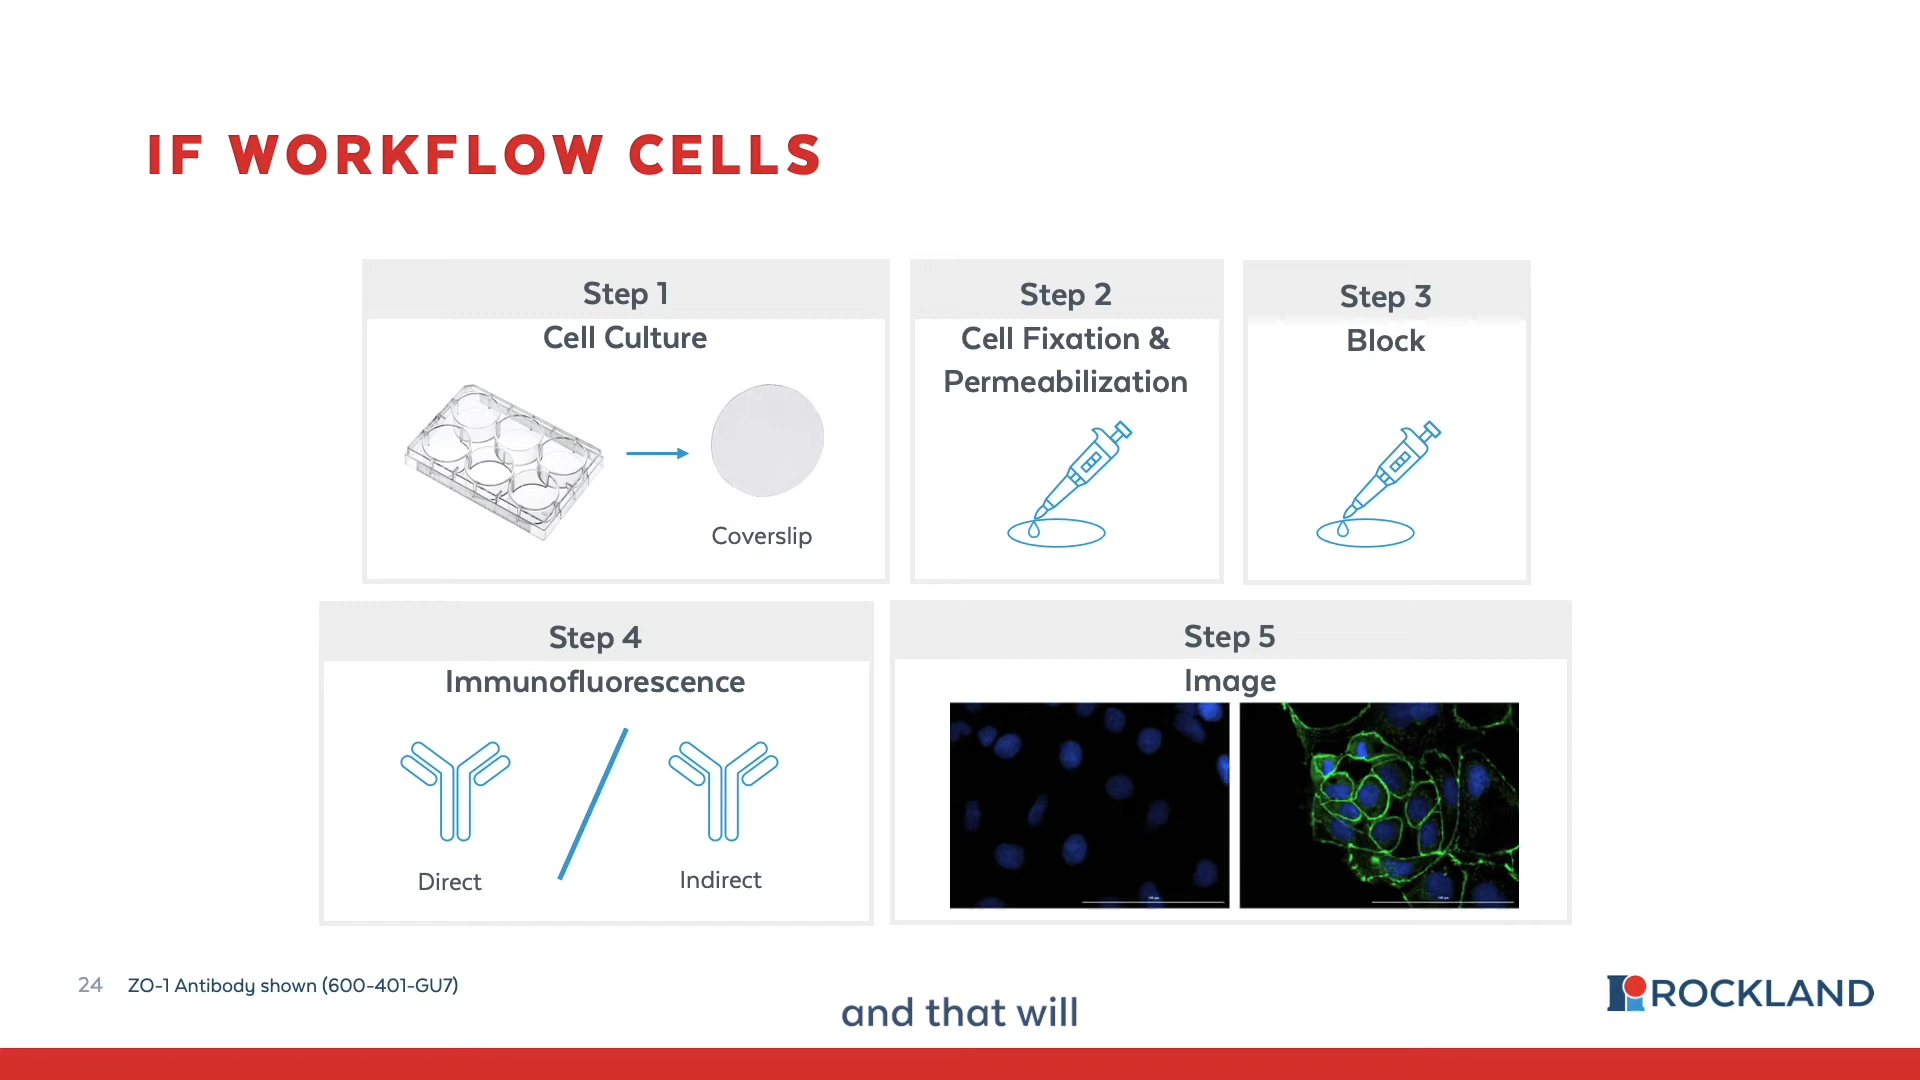 IF WORKFLOW CELLS
Step 1
Cell Culture
Coverslip
Step 2
Cell Fixation &
Permeabilization
Step 3
Block
Step 4
Immunofluorescence
Direct
Indirect
Step 5
Image
24
ZO-1 Antibody shown (600-401-GU7)
and that will
ROCKLAND